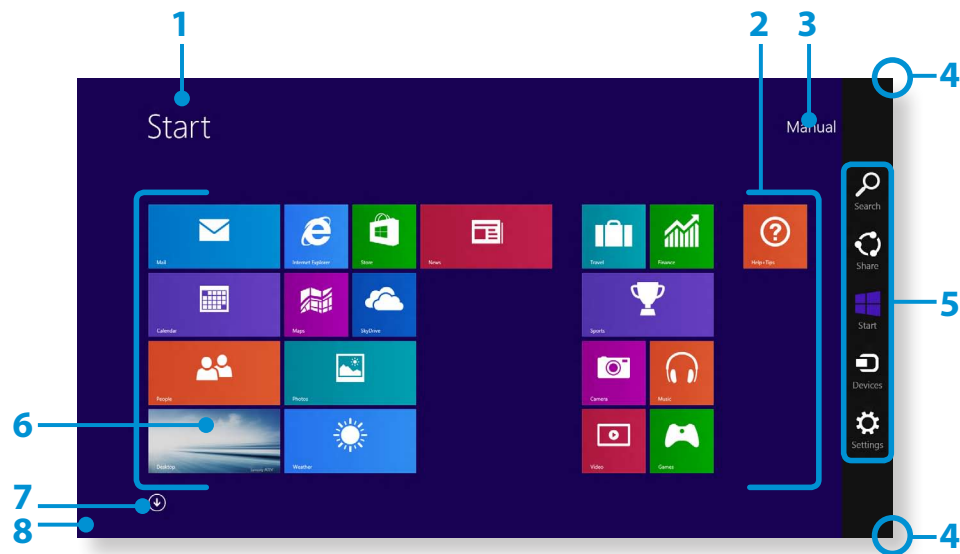 1
2
3
4
Start
Manual
Search
Mail
Internet Explorer
Store
News
Travel
Finance
Help+Tips
Share
5
Calendar
Maps
SkyDrive
Sports
Start
People
Photos
Camera
Music
Devices
6
Desktop
Weather
Video
Games
Settings
7
8
4